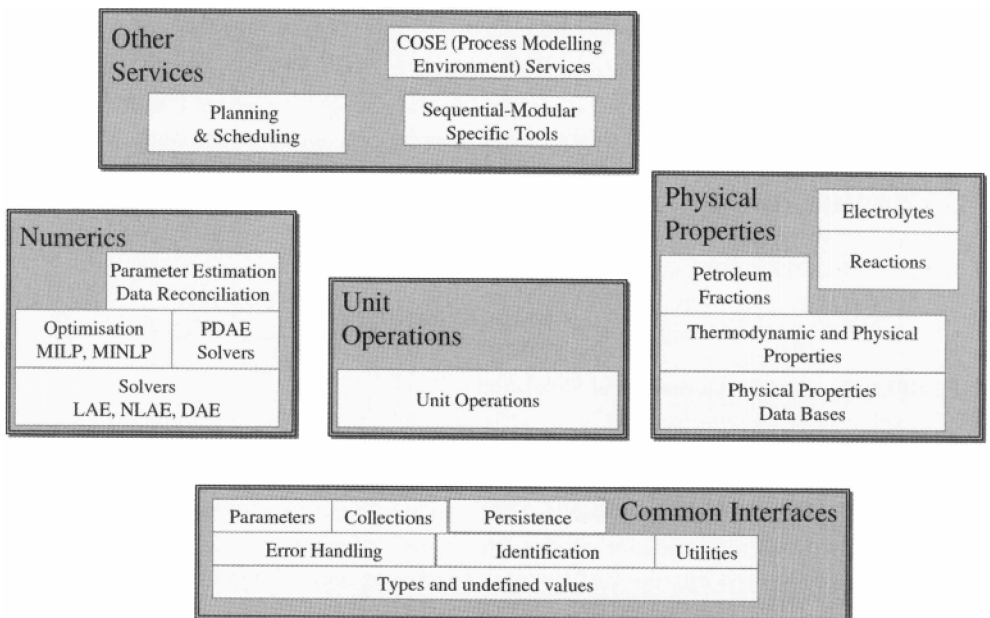 Other
Services
COSE (Process Modelling
Environment) Services
Planning
& Scheduling
Sequential-Modular
Specific Tools
Numerics
Parameter Estimation
Data Reconciliation
Optimisation
MILP, MINLP
PDAE
Solvers
Solvers
LAE, NLAE, DAE
Unit
Operations
Unit Operations
Physical
Properties
Electrolytes
Reactions
Petroleum
Fractions
Thermodynamic and Physical
Properties
Physical Properties
Data Bases
Common Interfaces
Parameters
Collections
Persistence
Error Handling
Identification
Utilities
Types and undefined values